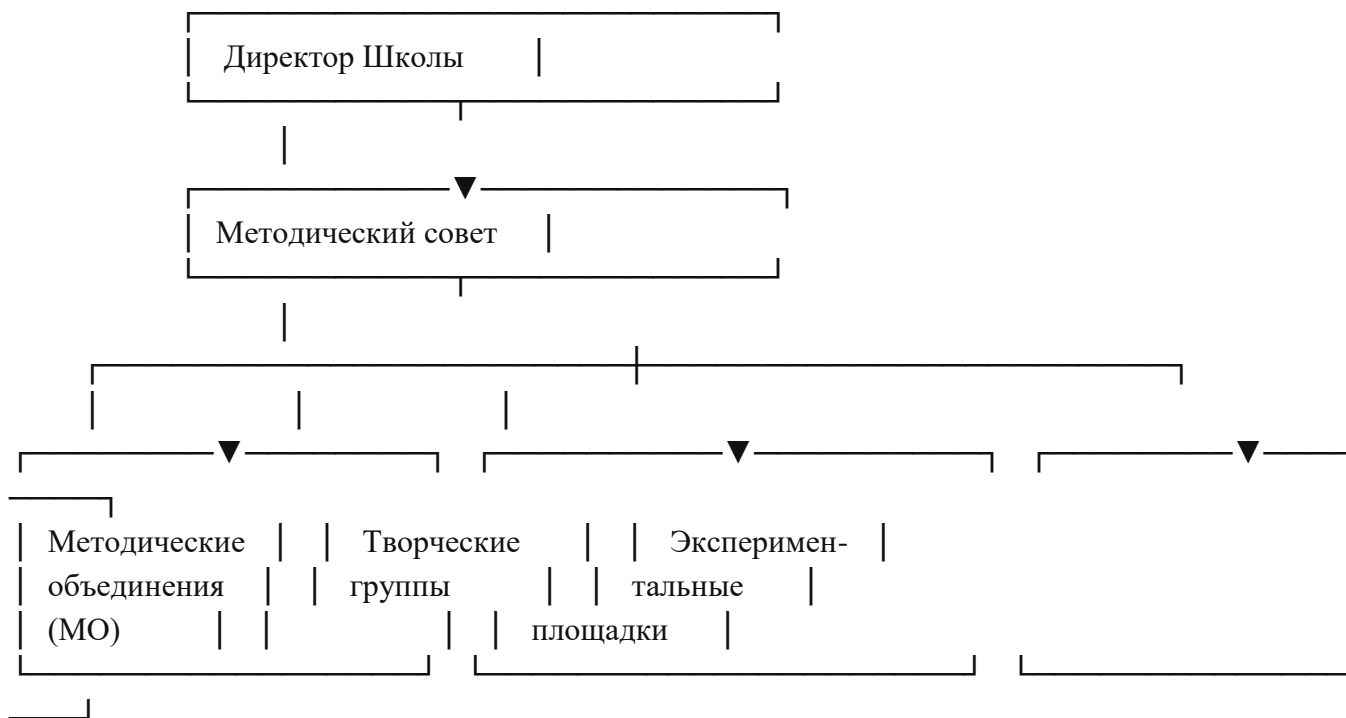 Директор Школы
Методический совет
Методические Творческие Эксперимен-
объединения группы тальные
(МО) площадки